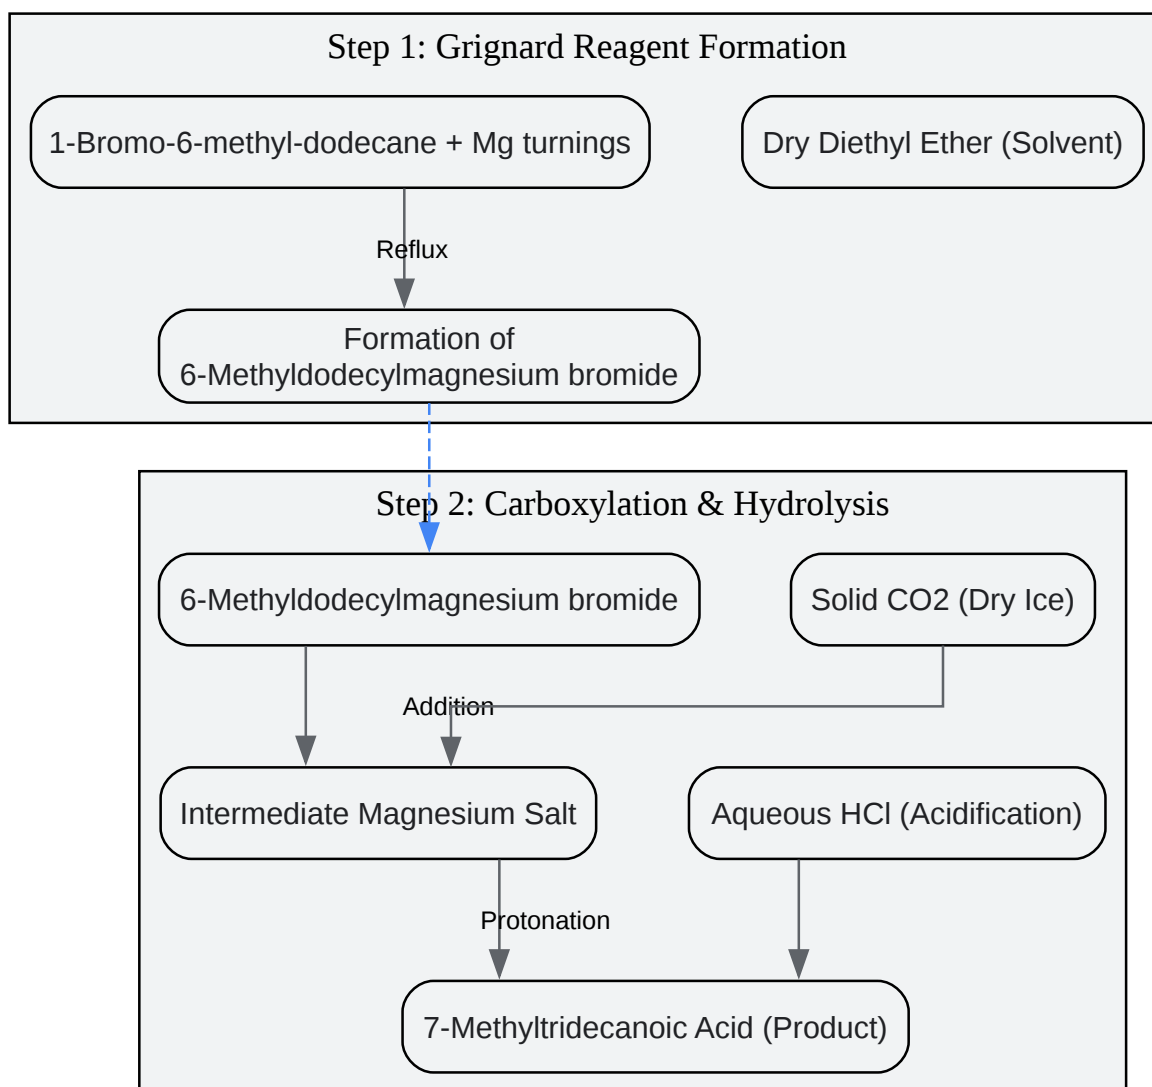 Step 1: Grignard Reagent Formation
1-Bromo-6-methyl-dodecane + Mg turnings
Dry Diethyl Ether (Solvent)
Reflux
Formation of
6-Methyldodecylmagnesium bromide
Step 2: Carboxylation & Hydrolysis
6-Methyldodecylmagnesium bromide
Solid CO2 (Dry Ice)
Addition
Intermediate Magnesium Salt
Aqueous HCl (Acidification)
Protonation
7-Methyltridecanoic Acid (Product)